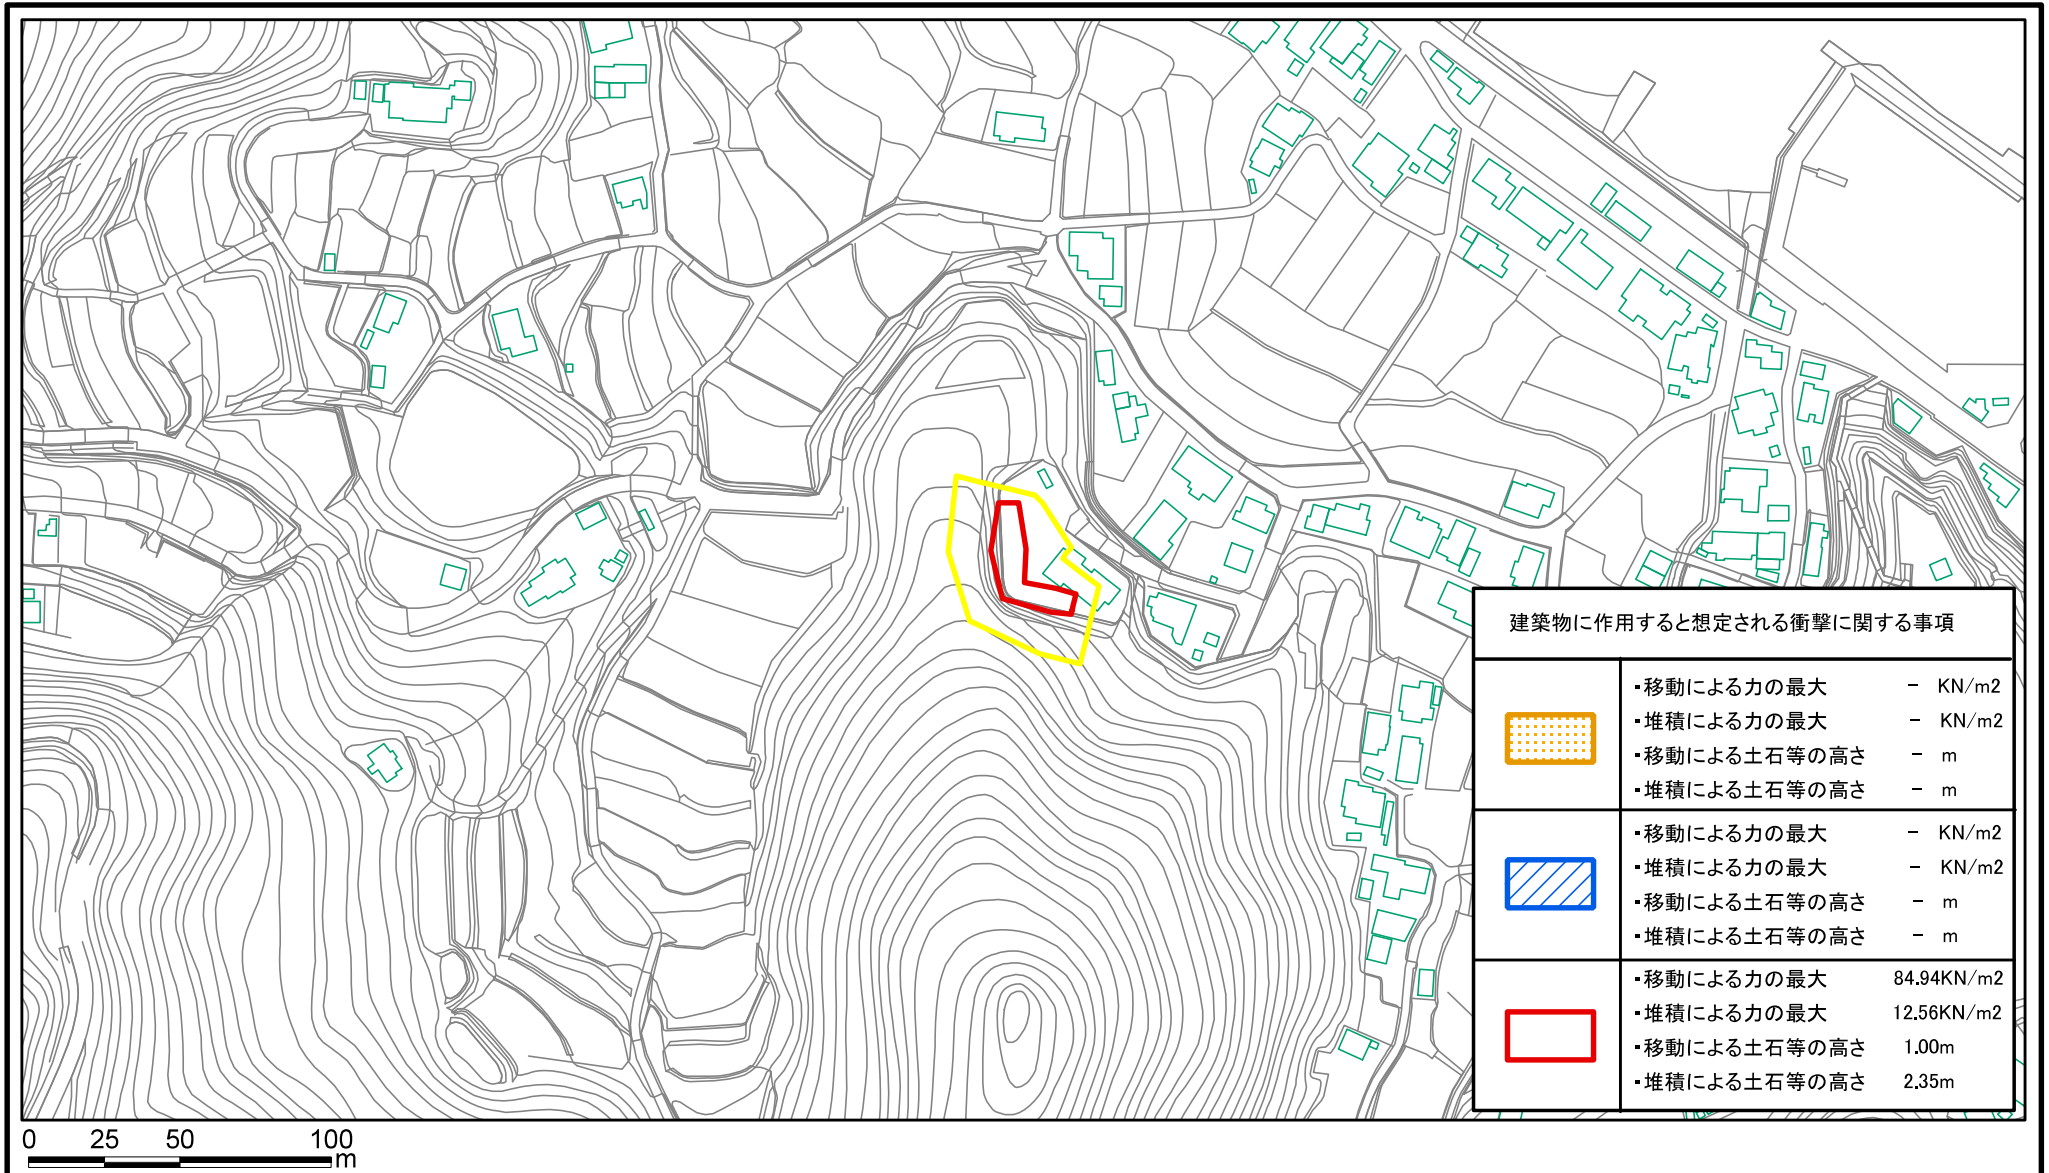 建築物に作用すると想定される衝撃に関する事項
・移動による力の最大 － KN/m2
・堆積による力の最大 － KN/m2
・移動による土石等の高さ － m
・堆積による土石等の高さ － m
・移動による力の最大 － KN/m2
・堆積による力の最大 － KN/m2
・移動による土石等の高さ － m
・堆積による土石等の高さ － m
・移動による力の最大 84.94KN/m2
・堆積による力の最大 12.56KN/m2
・移動による土石等の高さ 1.00m
・堆積による土石等の高さ 2.35m
0 25 50 100
m